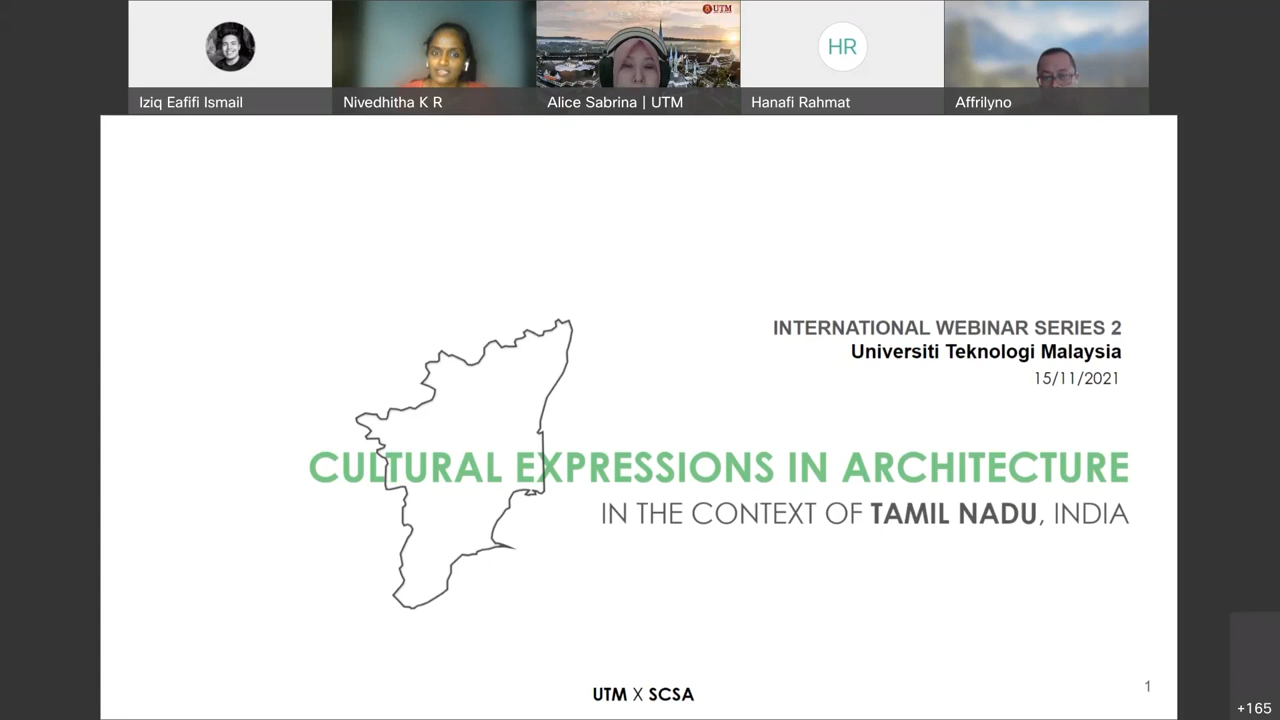 UTM
Iziq Eafifi Ismail
Nivedhitha K R
Alice Sabrina | UTM
HR
Hanafi Rahmat
Affrilyno
INTERNATIONAL WEBINAR SERIES 2
Universiti Teknologi Malaysia
15/11/2021
CULTURAL EXPRESSIONS IN ARCHITECTURE
IN THE CONTEXT OF TAMIL NADU, INDIA
UTM X SCSA
1
+165